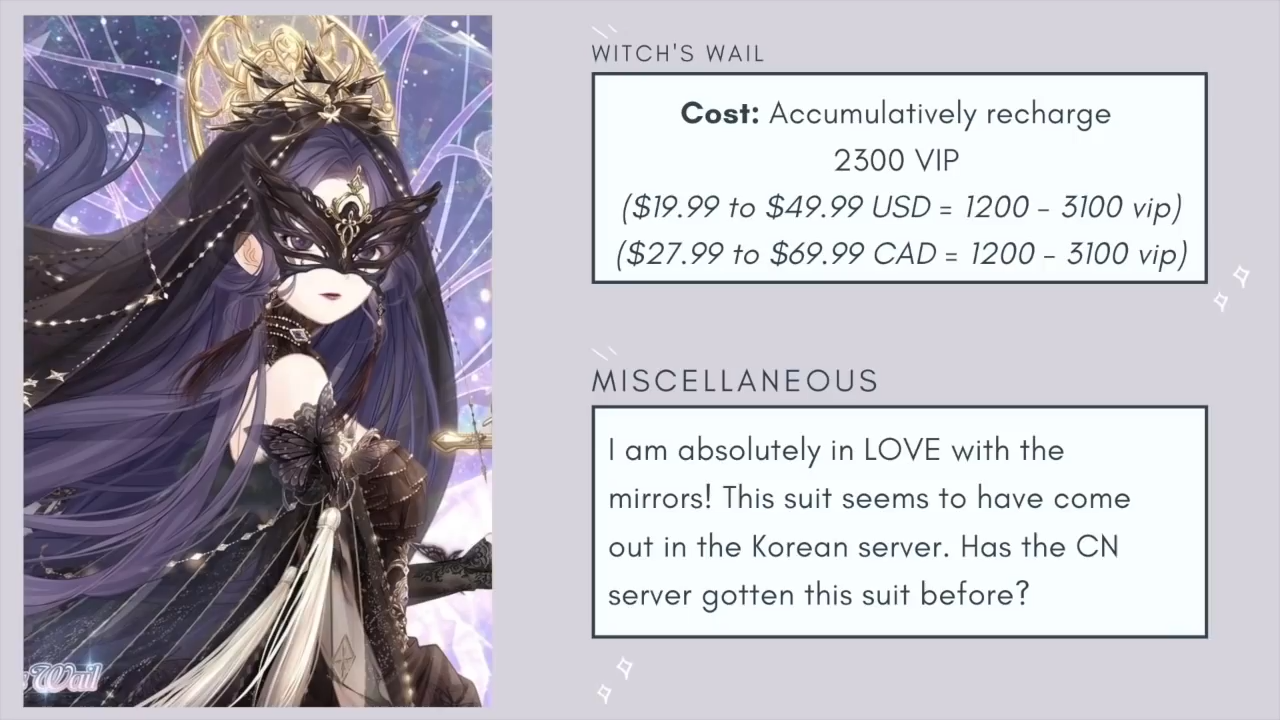 WITCH'S WAIL
Cost: Accumulatively recharge
2300 VIP
($19.99 to $49.99 USD = 1200 - 3100 vip)
($27.99 to $69.99 CAD = 1200 - 3100 vip)
MISCELLANEOUS
I am absolutely in LOVE with the
mirrors! This suit seems to have come
out in the Korean server. Has the CN
server gotten this suit before?
s Wail